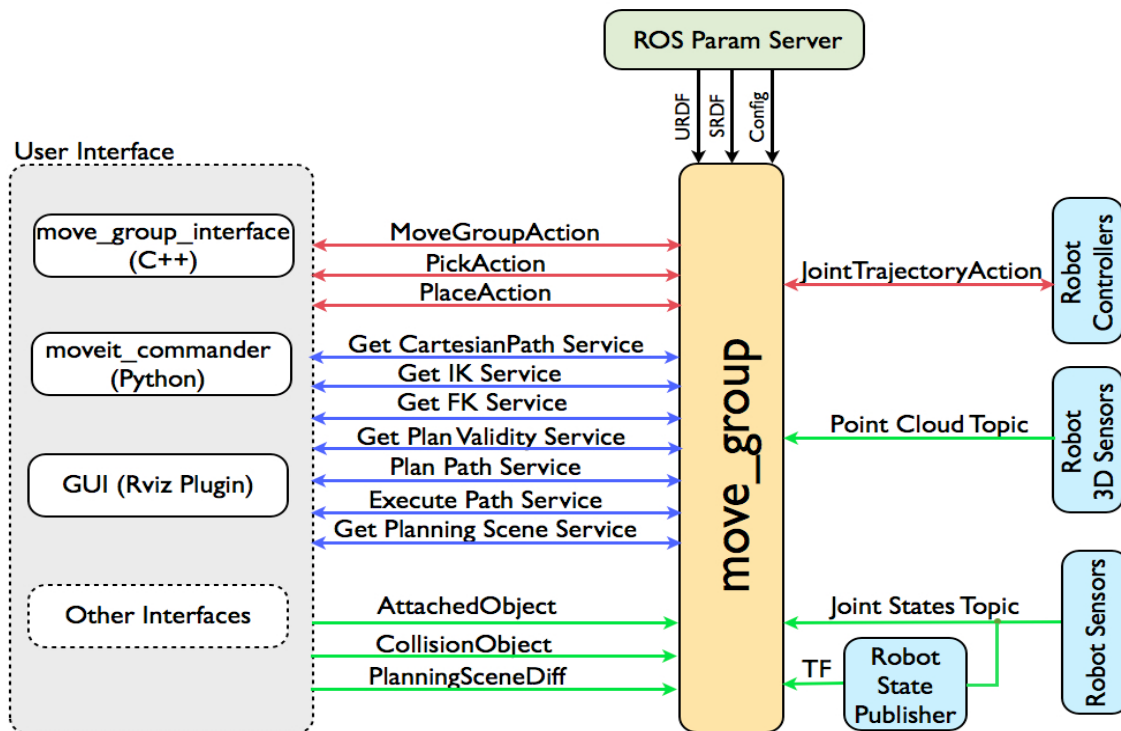 ROS Param Server
URDF
SRDF
Config
User Interface
move_group_interface
(C++)
moveit_commander
(Python)
GUI (Rviz Plugin)
Other Interfaces
MoveGroupAction
PickAction
PlaceAction
Get CartesianPath Service
Get IK Service
Get FK Service
Get Plan Validity Service
Plan Path Service
Execute Path Service
Get Planning Scene Service
AttachedObject
CollisionObject
PlanningSceneDiff
move_group
JointTrajectoryAction
Robot
Controllers
Point Cloud Topic
Robot
3D Sensors
Joint States Topic
Robot Sensors
TF
Robot
State
Publisher